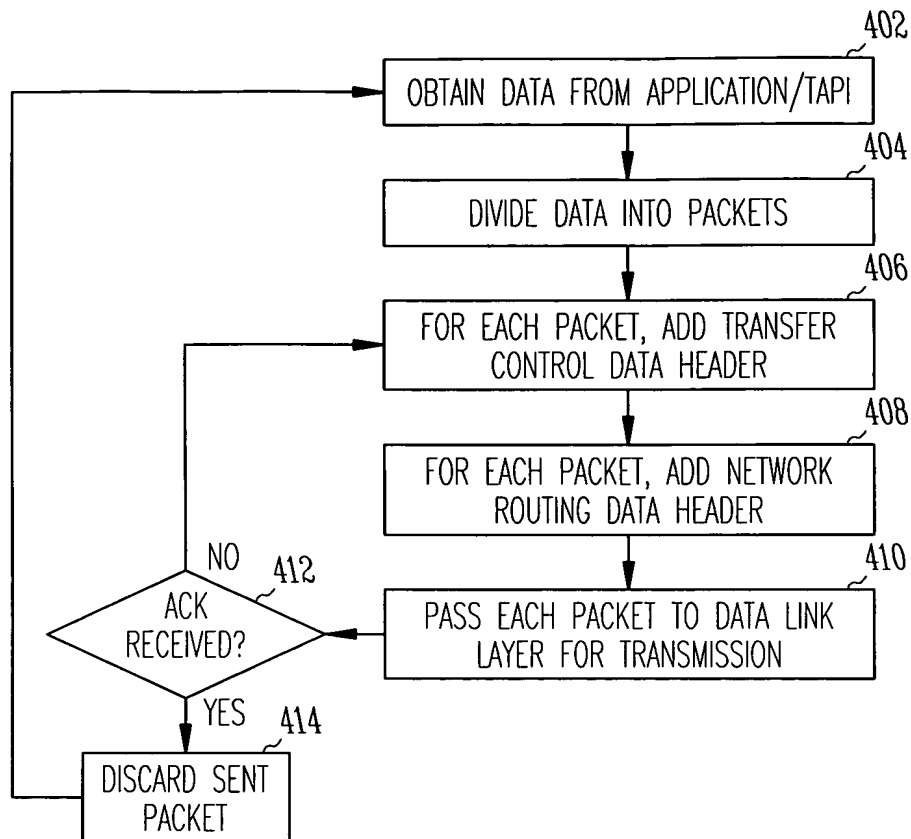 402
OBTAIN DATA FROM APPLICATION/TAPI
404
DIVIDE DATA INTO PACKETS
406
FOR EACH PACKET, ADD TRANSFER
CONTROL DATA HEADER
408
FOR EACH PACKET, ADD NETWORK
ROUTING DATA HEADER
410
PASS EACH PACKET TO DATA LINK
LAYER FOR TRANSMISSION
NO
412
ACK
RECEIVED?
YES
414
DISCARD SENT
PACKET